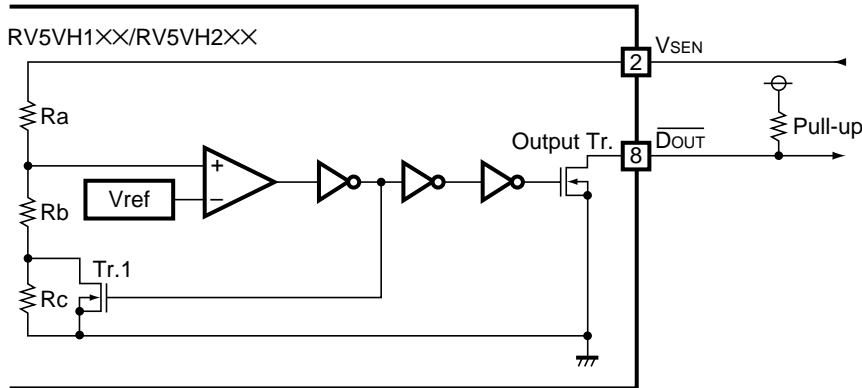 RV5VH1××/RV5VH2××
2
VSEN
Ra
Output Tr.
8
DOUT
Pull-up
+
Vref
−
Rb
Tr.1
Rc